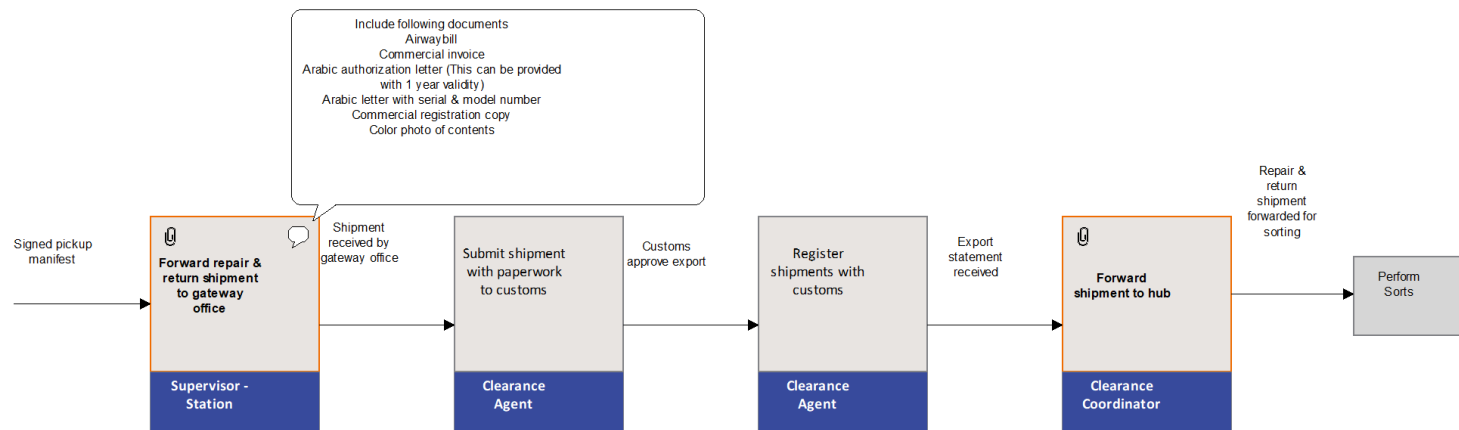 Include following documents
Airwaybill
Commercial invoice
Arabic authorization letter (This can be provided
with 1 year validity)
Arabic letter with serial & model number
Commercial registration copy
Color photo of contents
Signed pickup
manifest
Forward repair &
return shipment
to gateway
office
Supervisor -
Station
Shipment
received by
gateway office
Submit shipment
with paperwork
to customs
Clearance
Agent
Customs
approve export
Register
shipments with
customs
Clearance
Agent
Export
statement
received
Forward
shipment to hub
Clearance
Coordinator
Repair &
return
shipment
forwarded for
sorting
Perform
Sorts